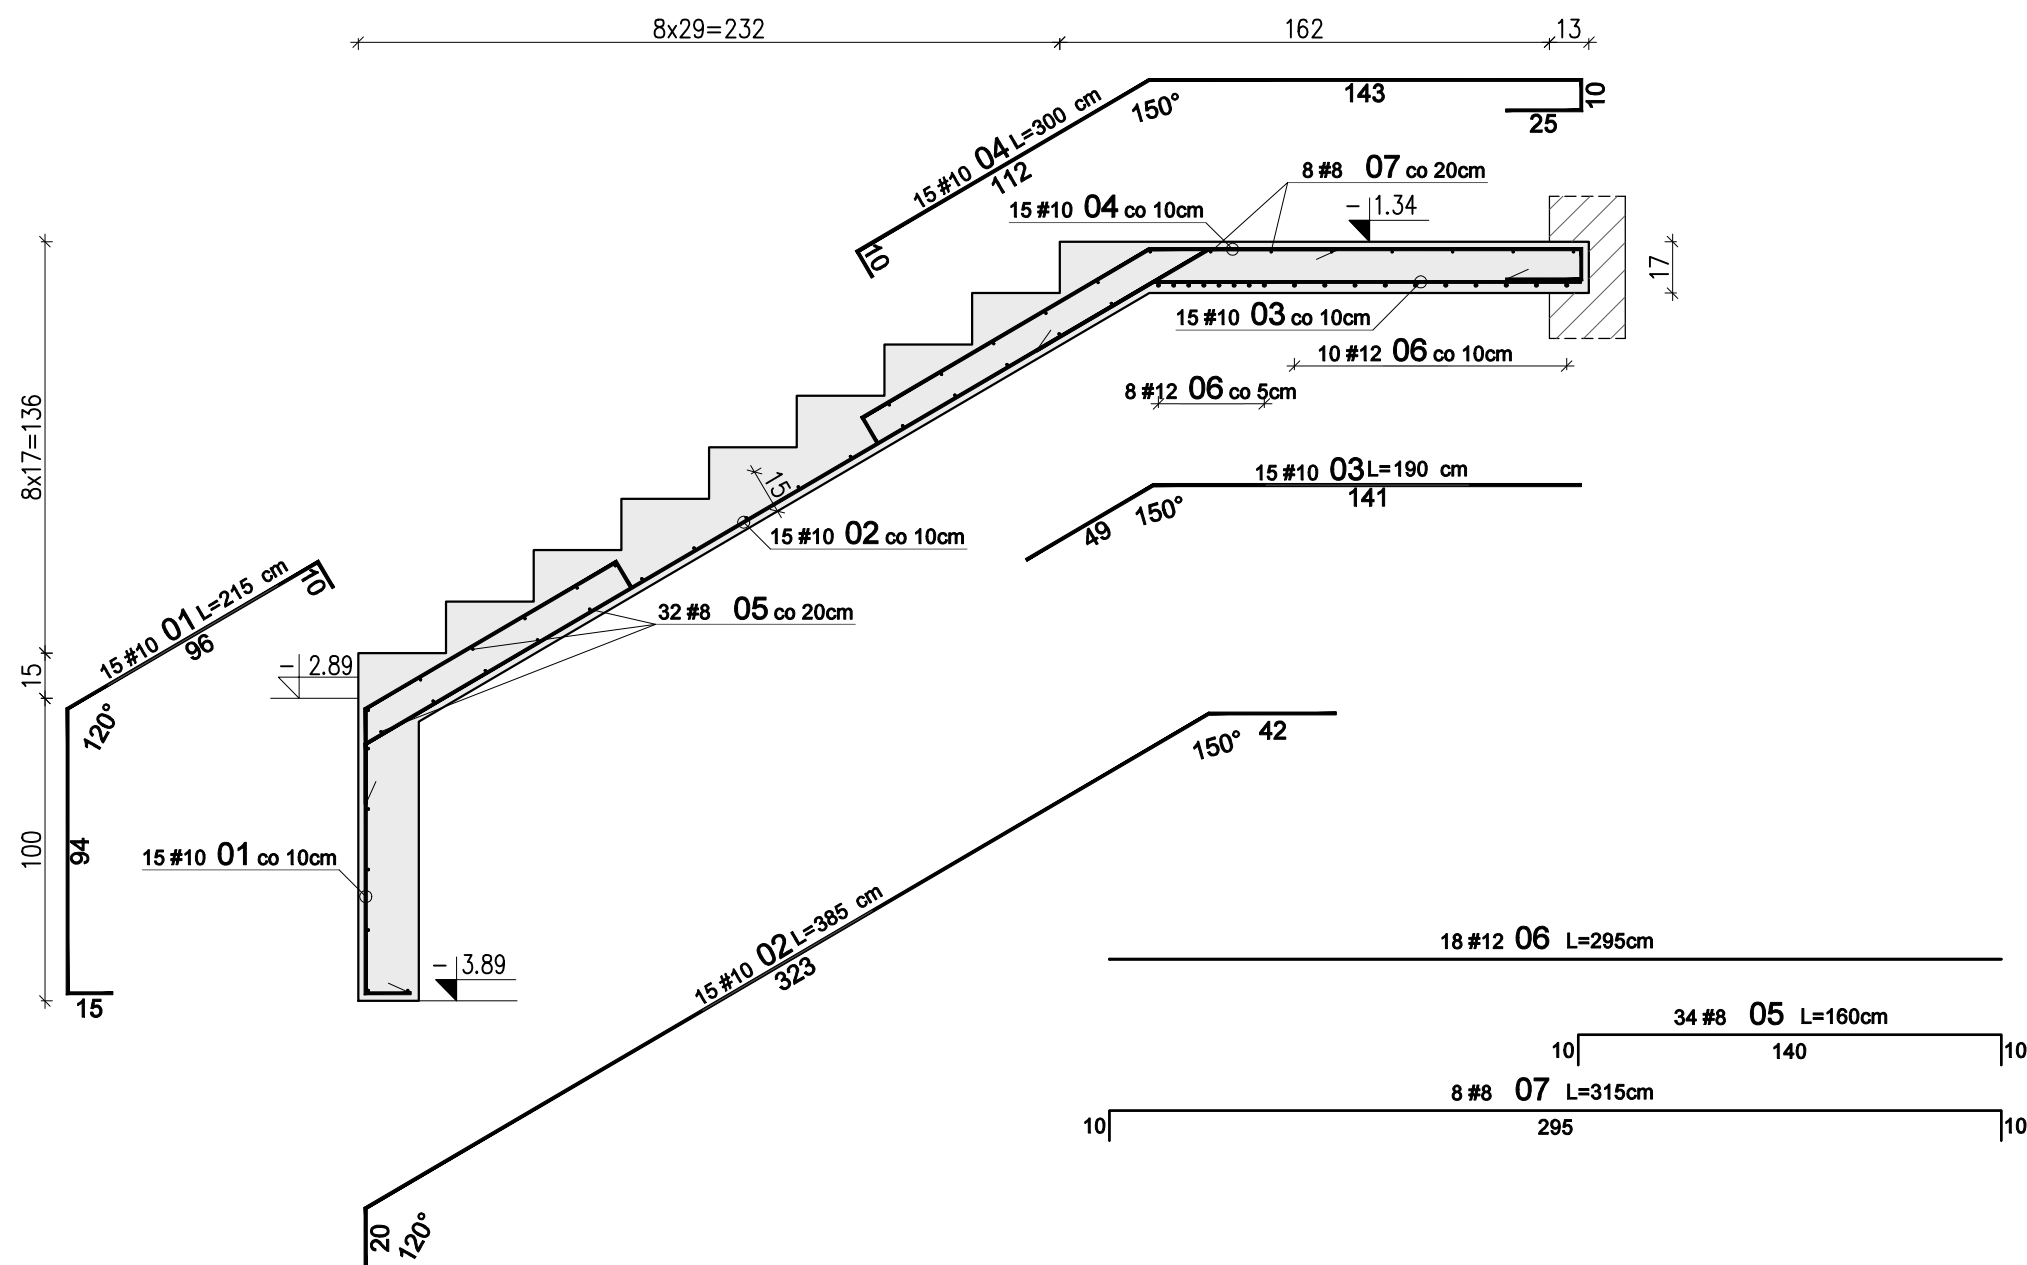 8x29=232
162
13
143
10
25
150°
15 #10 04 L=300 cm
112
10
8 #8 07 co 20cm
15 #10 04 co 10cm
- 1.34
17
15 #10 03 co 10cm
10 #12 06 co 10cm
8 #12 06 co 5cm
8x17=136
15 #10 03 L=190 cm
141
150°
49
15
15 #10 02 co 10cm
15 #10 01 L=215 cm
96
10
32 #8 05 co 20cm
15
- 2.89
120°
150°
42
100
94
15 #10 01 co 10cm
15 #10 02 L=385 cm
323
- 3.89
15
18 #12 06 L=295cm
34 #8 05 L=160cm
10
140
10
8 #8 07 L=315cm
10
295
10
20
120°